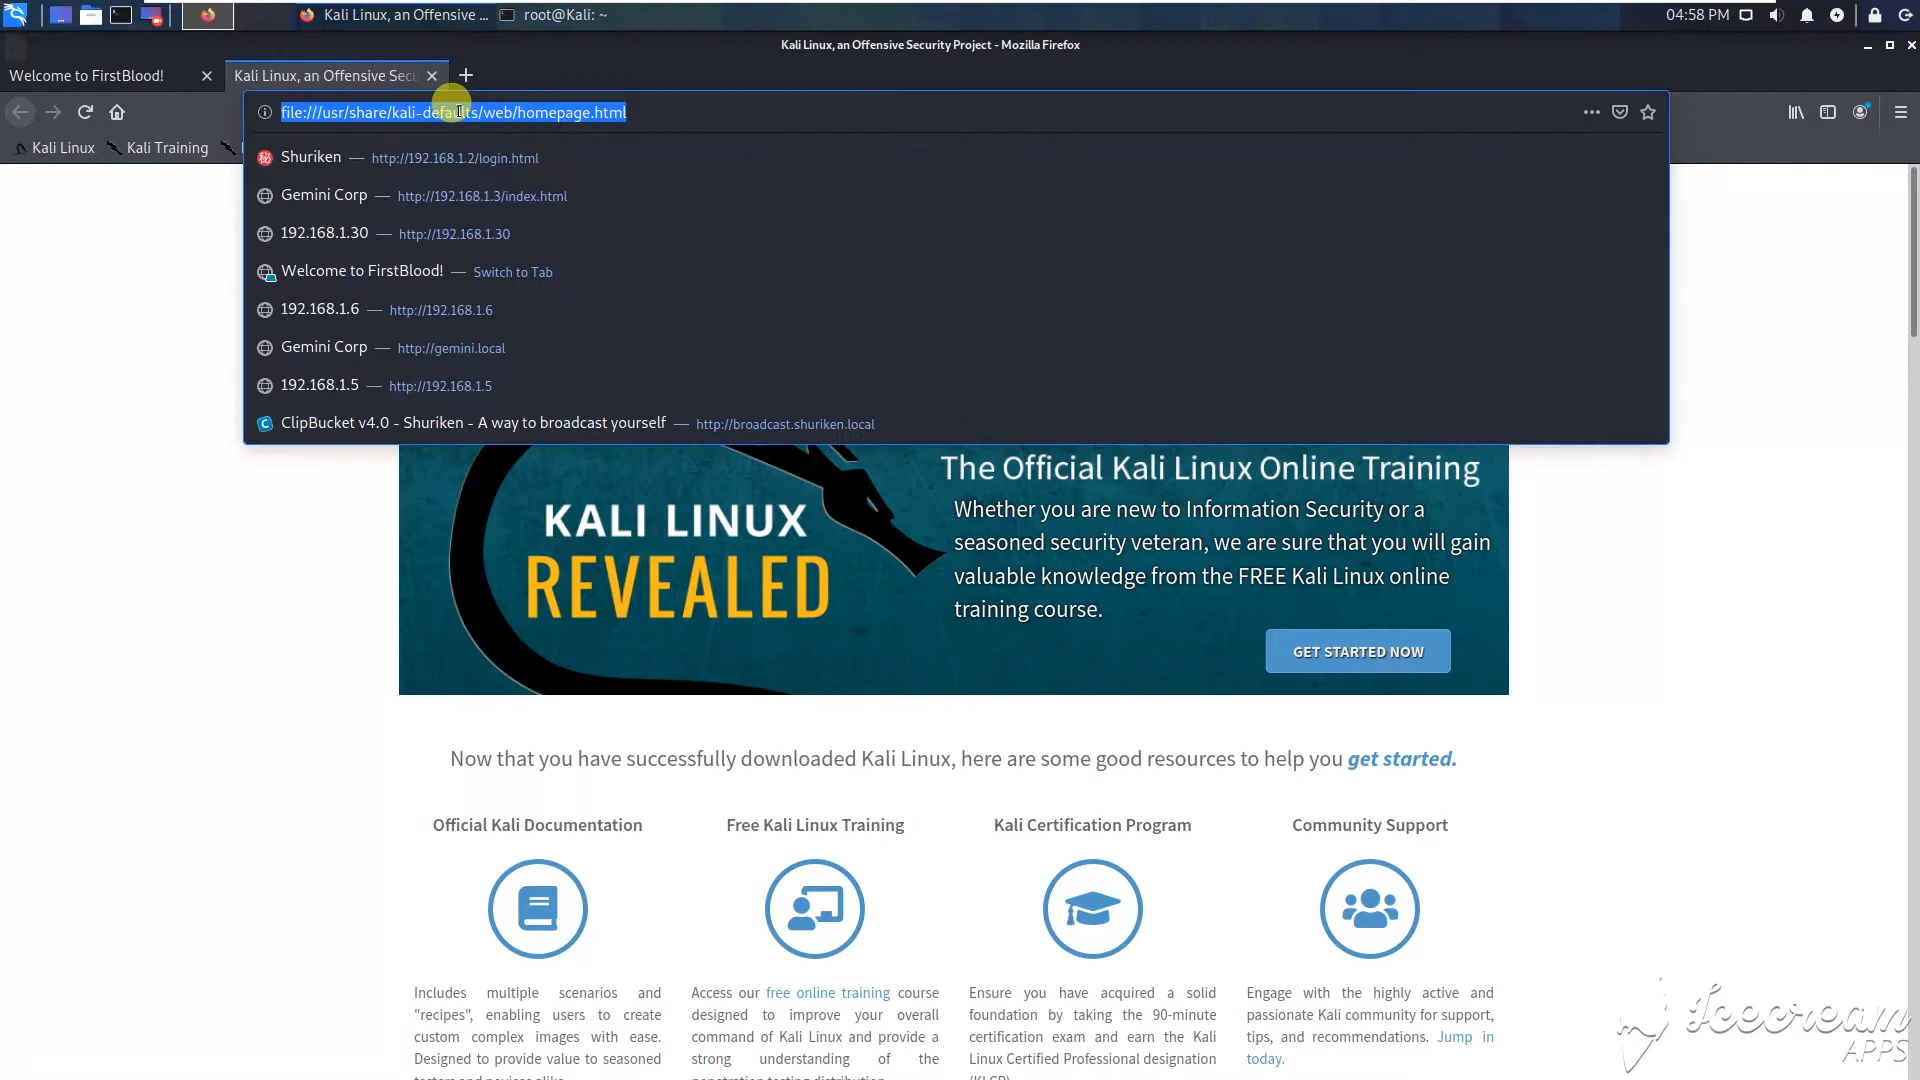 Kali Linux, an Offensive ...
root@Kali: ~
04:58 PM
Kali Linux, an Offensive Security Project - Mozilla Firefox
Welcome to FirstBlood!
Kali Linux, an Offensive Secu
file:///usr/share/kali-defaults/web/homepage.html
Kali Linux
Kali Training
Shuriken — http://192.168.1.2/login.html
Gemini Corp — http://192.168.1.3/index.html
192.168.1.30 — http://192.168.1.30
Welcome to FirstBlood! — Switch to Tab
192.168.1.6 — http://192.168.1.6
Gemini Corp — http://gemini.local
192.168.1.5 — http://192.168.1.5
ClipBucket v4.0 - Shuriken - A way to broadcast yourself — http://broadcast.shuriken.local
KALI LINUX
REVEALED
The Official Kali Linux Online Training
Whether you are new to Information Security or a
seasoned security veteran, we are sure that you will gain
valuable knowledge from the FREE Kali Linux online
training course.
GET STARTED NOW
Now that you have successfully downloaded Kali Linux, here are some good resources to help you get started.
Official Kali Documentation
Free Kali Linux Training
Kali Certification Program
Community Support
Includes multiple scenarios and
"recipes", enabling users to create
custom complex images with ease.
Designed to provide value to seasoned
Access our free online training course
designed to improve your overall
command of Kali Linux and provide a
strong understanding of the
Ensure you have acquired a solid
foundation by taking the 90-minute
certification exam and earn the Kali
Linux Certified Professional designation
Engage with the highly active and
passionate Kali community for support,
tips, and recommendations. Jump in
today.
Icecream
APPS